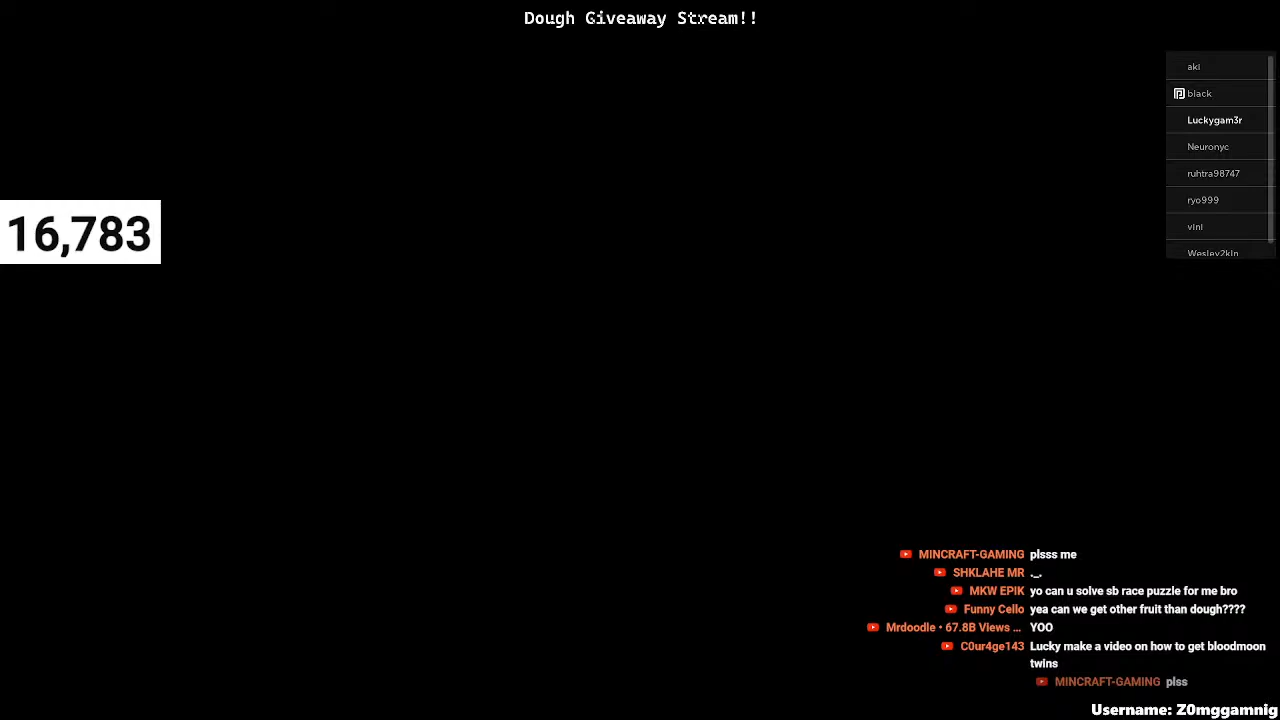 Dough Giveaway Stream!!
aki
black
Luckygam3r
Neuronyc
ruhtra98747
ryo999
vini
Wesley2kln
16,783
MINCRAFT-GAMING plsss me
SHKLAHE MR ._.
MKW EPIK yo can u solve sb race puzzle for me bro
Funny Cello yea can we get other fruit than dough????
Mrdoodle • 67.8B Views ... YOO
C0ur4ge143 Lucky make a video on how to get bloodmoon
twins
MINCRAFT-GAMING plss
Username: Z0mggamnig